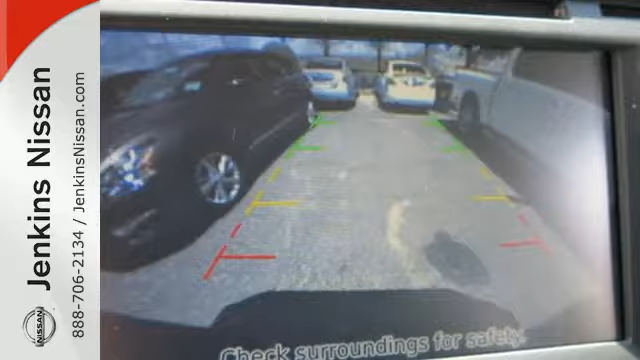 Jenkins Nissan
888-706-2134 / JenkinsNissan.com
NISSAN
Check surroundings for safety.